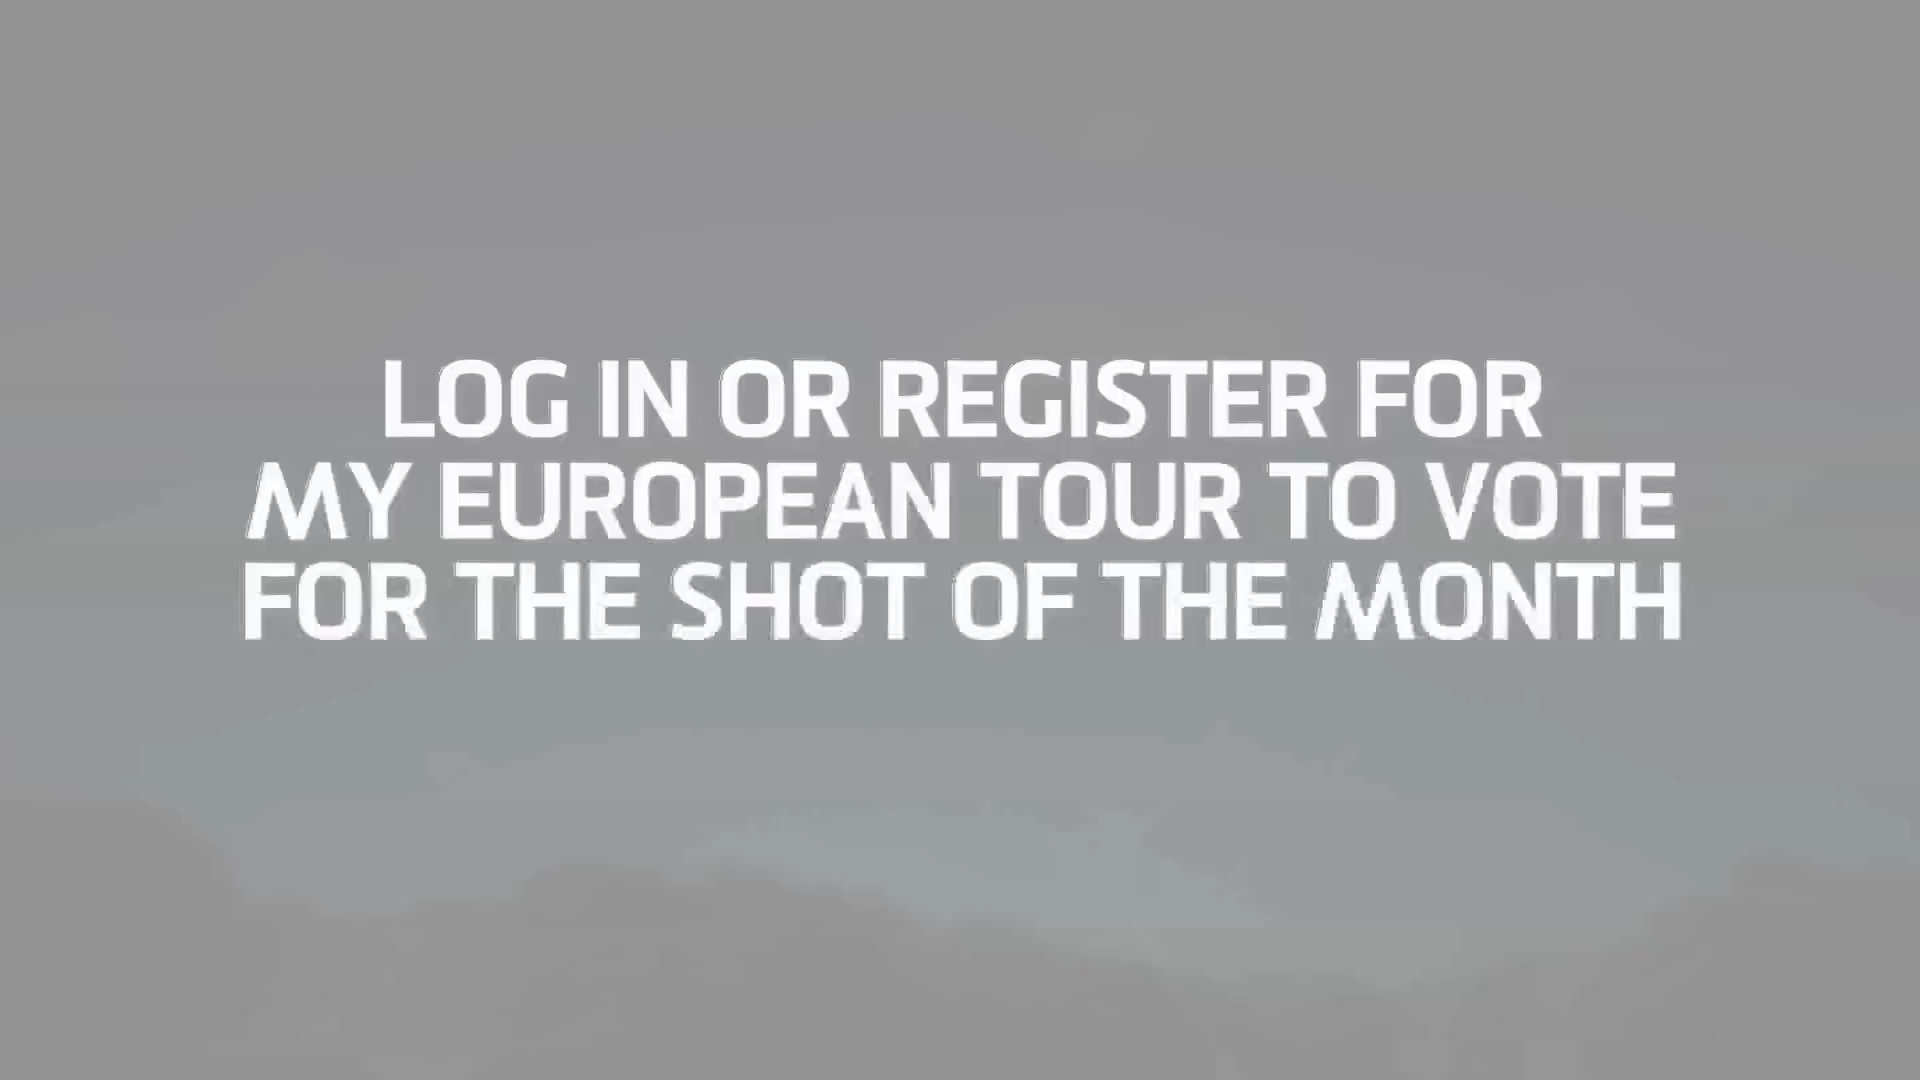 LOG IN OR REGISTER FOR
MY EUROPEAN TOUR TO VOTE
FOR THE SHOT OF THE MONTH